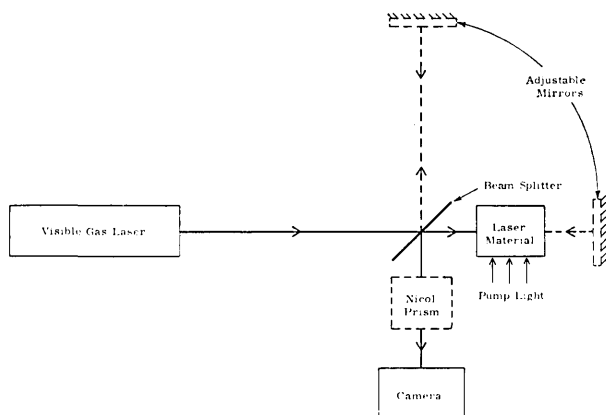 Adjustable
Mirrors
Beam Splitter
Visible Gas Laser
Laser
Material
Nicol
Prism
Pump Light
Camera